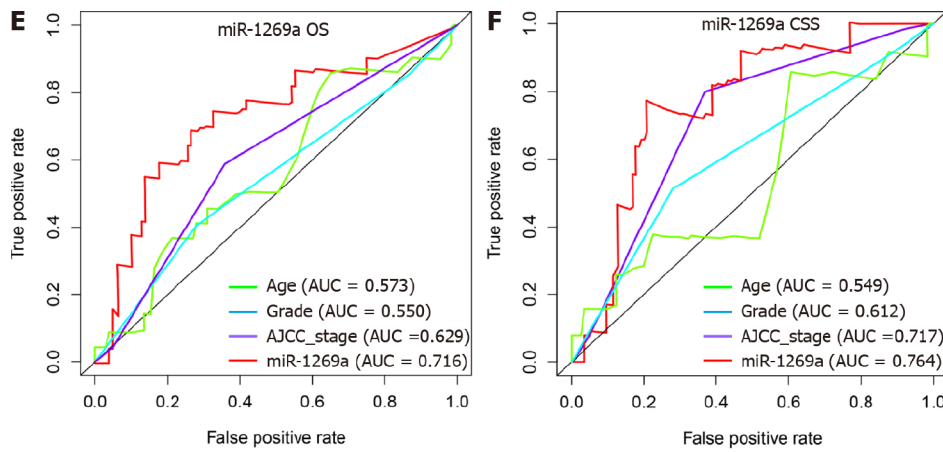 E
miR-1269a OS
True positive rate
1.0
0.8
0.6
0.4
0.2
0.0
Age (AUC = 0.573)
Grade (AUC = 0.550)
AJCC_stage (AUC =0.629)
miR-1269a (AUC = 0.716)
0.0 0.2 0.4 0.6 0.8 1.0
False positive rate
F
miR-1269a CSS
True positive rate
1.0
0.8
0.6
0.4
0.2
0.0
Age (AUC = 0.549)
Grade (AUC = 0.612)
AJCC_stage (AUC =0.717)
miR-1269a (AUC = 0.764)
0.0 0.2 0.4 0.6 0.8 1.0
False positive rate